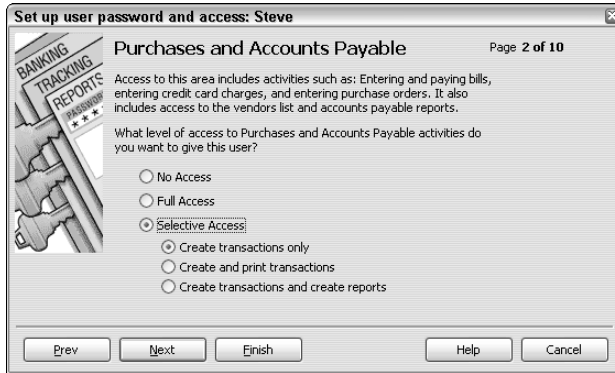 Set up user password and access: Steve
BANKING
TRACKING
REPORTS
PASSWORD
****
Purchases and Accounts Payable
Page 2 of 10
Access to this area includes activities such as: Entering and paying bills,
entering credit card charges, and entering purchase orders. It also
includes access to the vendors list and accounts payable reports.
What level of access to Purchases and Accounts Payable activities do
you want to give this user?
No Access
Full Access
Selective Access
Create transactions only
Create and print transactions
Create transactions and create reports
Prev
Next
Finish
Help
Cancel